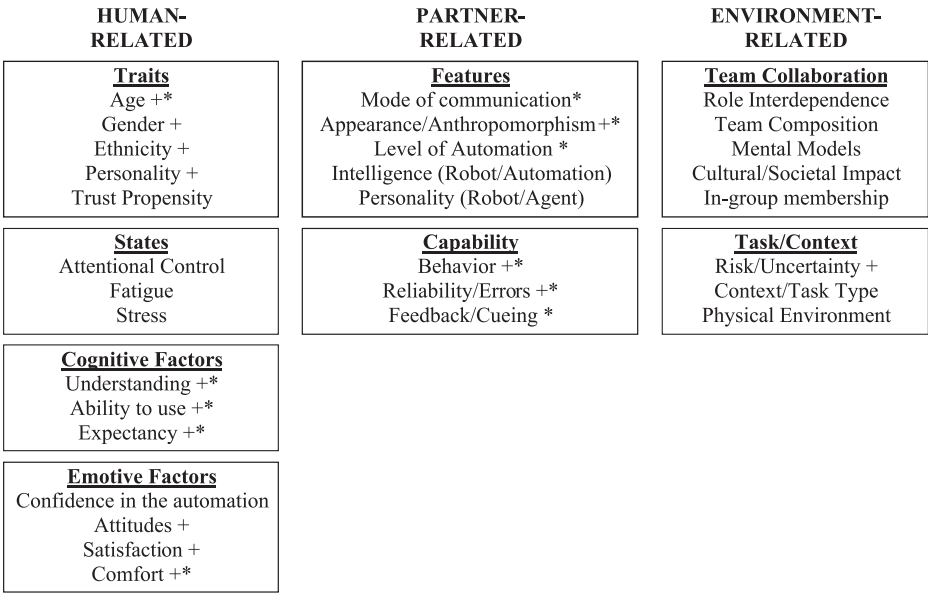 HUMAN-
RELATED
Traits
Age +*
Gender +
Ethnicity +
Personality +
Trust Propensity
States
Attentional Control
Fatigue
Stress
Cognitive Factors
Understanding +*
Ability to use +*
Expectancy +*
Emotive Factors
Confidence in the automation
Attitudes +
Satisfaction +
Comfort +*
PARTNER-
RELATED
Features
Mode of communication*
Appearance/Anthropomorphism +*
Level of Automation *
Intelligence (Robot/Automation)
Personality (Robot/Agent)
Capability
Behavior +*
Reliability/Errors +*
Feedback/Cueing *
ENVIRONMENT-
RELATED
Team Collaboration
Role Interdependence
Team Composition
Mental Models
Cultural/Societal Impact
In-group membership
Task/Context
Risk/Uncertainty +
Context/Task Type
Physical Environment